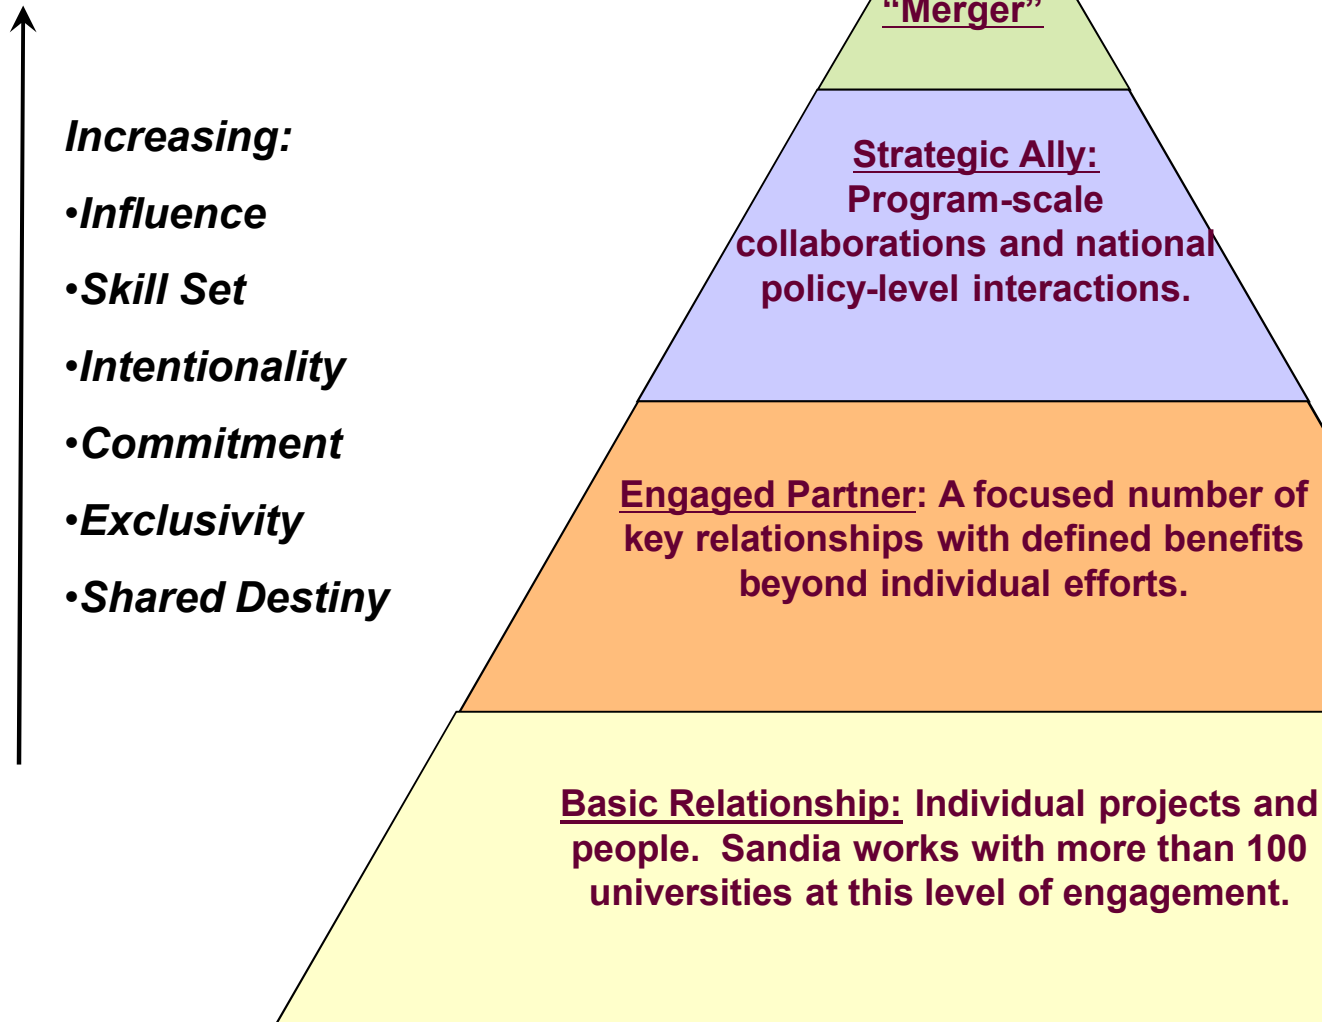 Increasing:
•Influence
•Skill Set
•Intentionality
•Commitment
•Exclusivity
•Shared Destiny
“Merger”
Strategic Ally:
Program-scale
collaborations and national
policy-level interactions.
Engaged Partner: A focused number of
key relationships with defined benefits
beyond individual efforts.
Basic Relationship: Individual projects and
people.  Sandia works with more than 100
universities at this level of engagement.